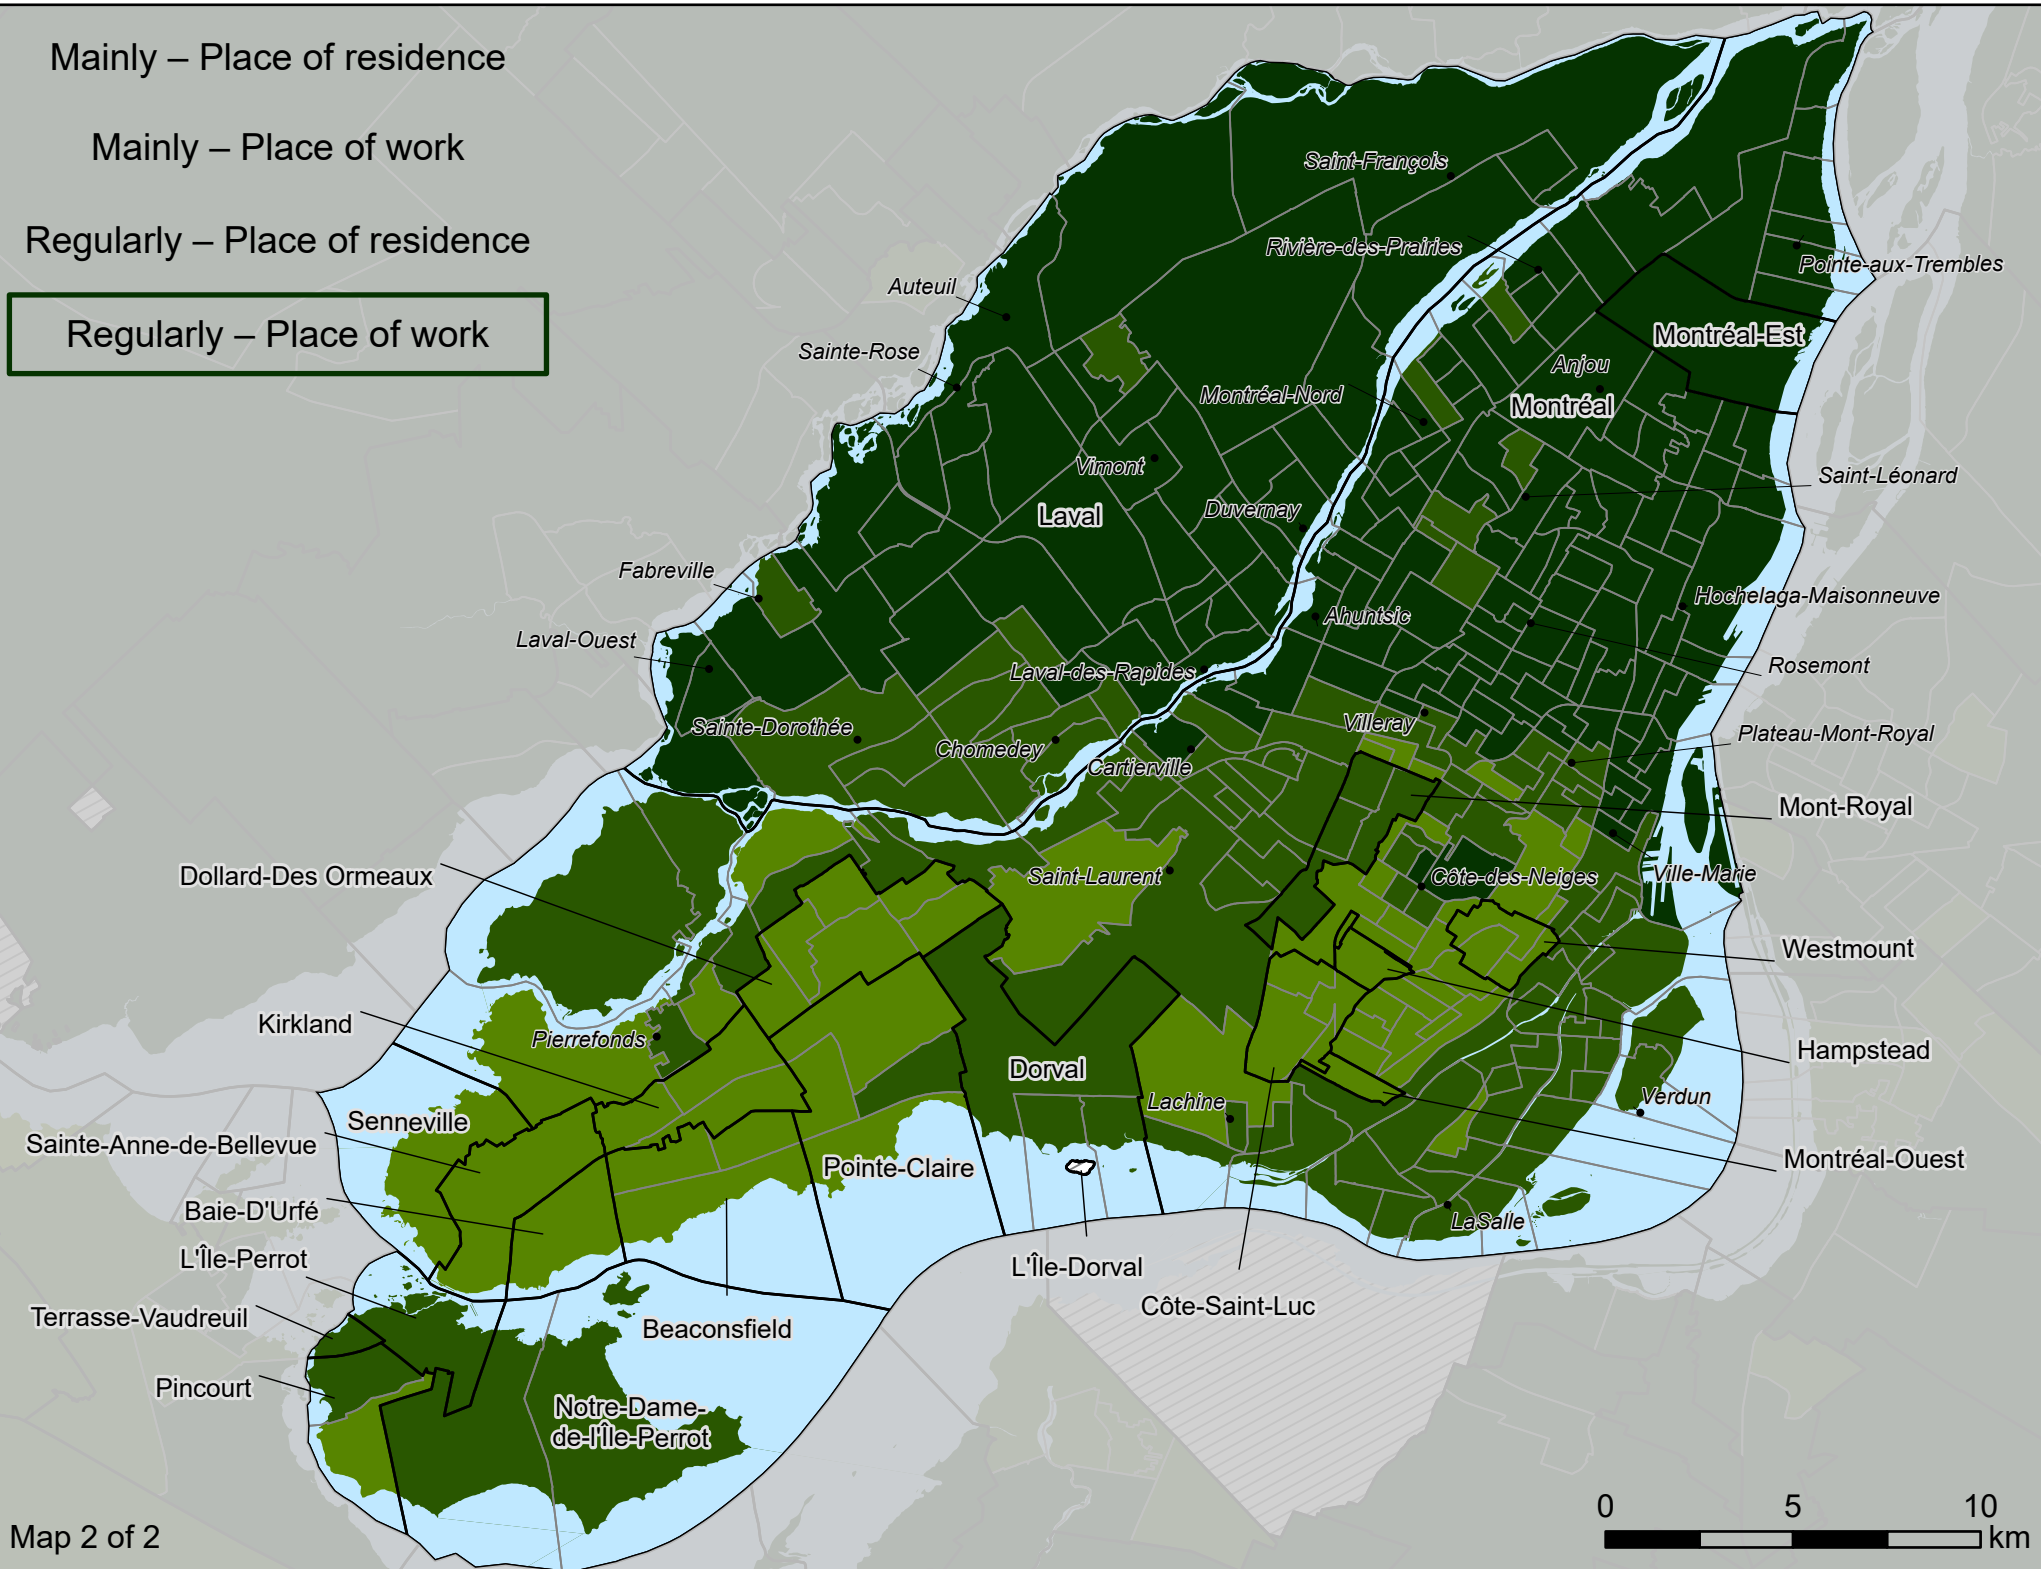 Mainly – Place of residence
Mainly – Place of work
Regularly – Place of residence
Regularly – Place of work
Saint-François
Rivière-des-Prairies
Pointe-aux-Trembles
Auteuil
Montréal-Est
Sainte-Rose
Anjou
Montréal-Nord
Montréal
Vimont
Saint-Léonard
Laval
Duvernay
Fabreville
Hochelaga-Maisonneuve
Ahuntsic
Laval-Ouest
Rosemont
Laval-des-Rapides
Sainte-Dorothée
Villeray
Plateau-Mont-Royal
Chomedey
Cartierville
Mont-Royal
Dollard-Des Ormeaux
Saint-Laurent
Côte-des-Neiges
Ville-Marie
Westmount
Kirkland
Pierrefonds
Hampstead
Dorval
Verdun
Lachine
Senneville
Sainte-Anne-de-Bellevue
Pointe-Claire
Montréal-Ouest
Baie-D'Urfé
LaSalle
L'Île-Perrot
L'Île-Dorval
Côte-Saint-Luc
Terrasse-Vaudreuil
Beaconsfield
Pincourt
Notre-Dame-
de-l'Île-Perrot
0 5 10
km
Map 2 of 2